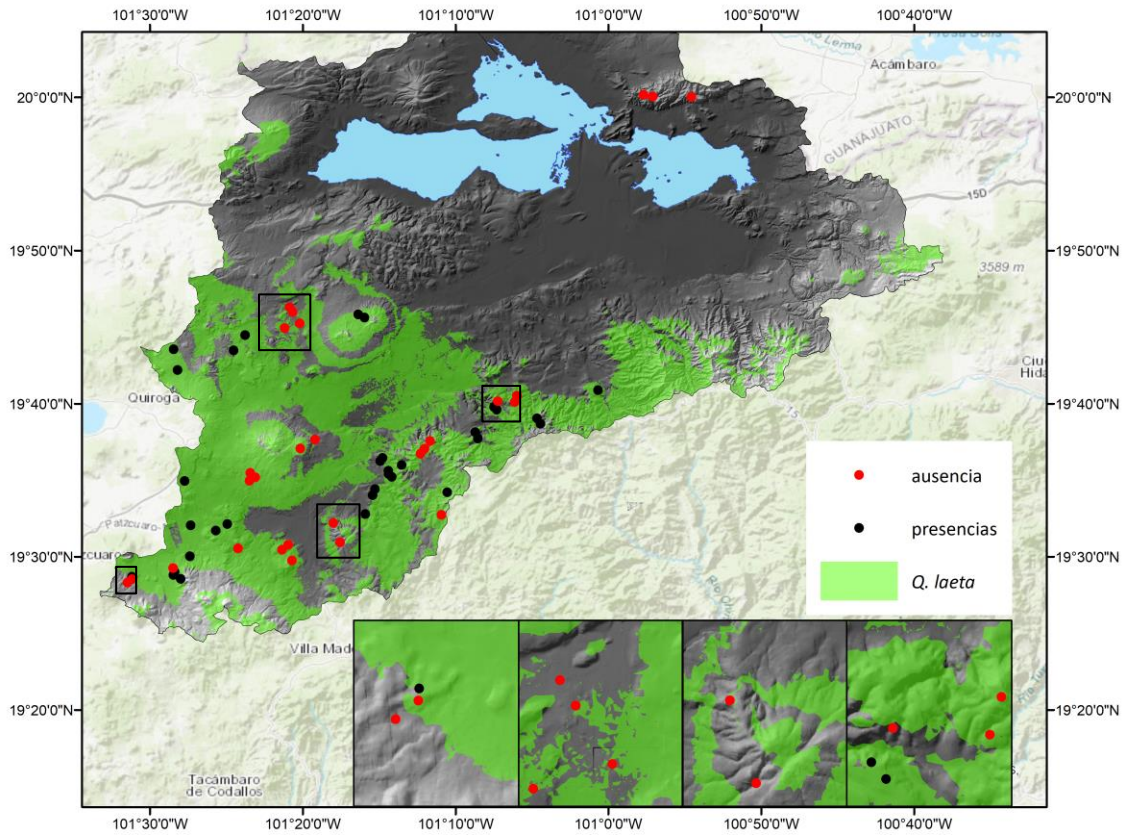 101°30'0"W 101°20'0"W 101°10'0"W 101°0'0"W 100°50'0"W 100°40'0"W
Lerma
Acámbaro
20°0'0"N 20°0'0"N
GUANAJUATO
15D
19°50'0"N 19°50'0"N
3589 m
Quiroga
19°40'0"N 19°40'0"N
15
ausencia
presencias
Q. laeta
19°30'0"N 19°30'0"N
Villa Made
19°20'0"N 19°20'0"N
Tacámbaro
de Codallos
101°30'0"W 101°20'0"W 101°10'0"W 101°0'0"W 100°50'0"W 100°40'0"W